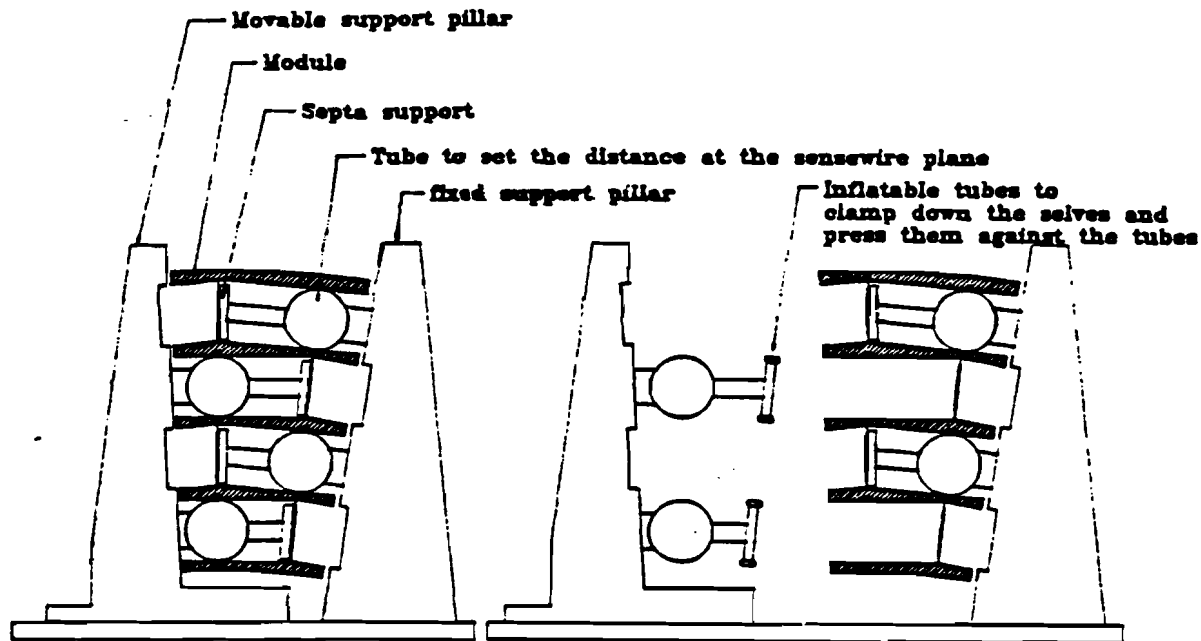 Movable support pillar
Module
Septa support
Tube to set the distance at the sensewire plane
fixed support pillar
Inflatable tubes to
clamp down the selves and
press them against the tubes